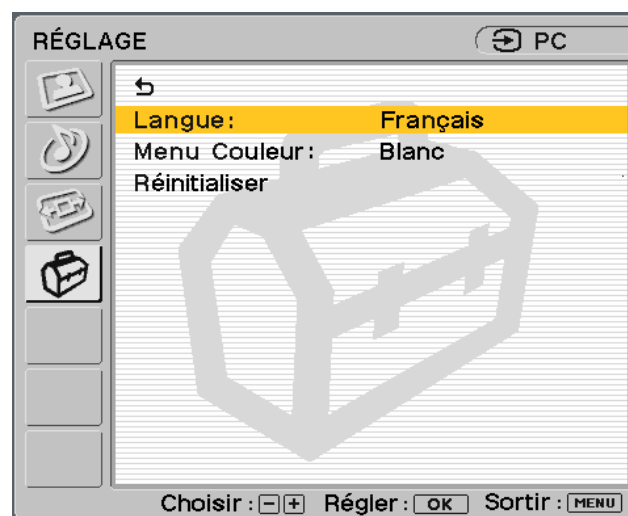 RÉGLAGE PC
Langue: Français
Menu Couleur: Blanc
Réinitialiser
Choisir : − + Régler : OK Sortir : MENU